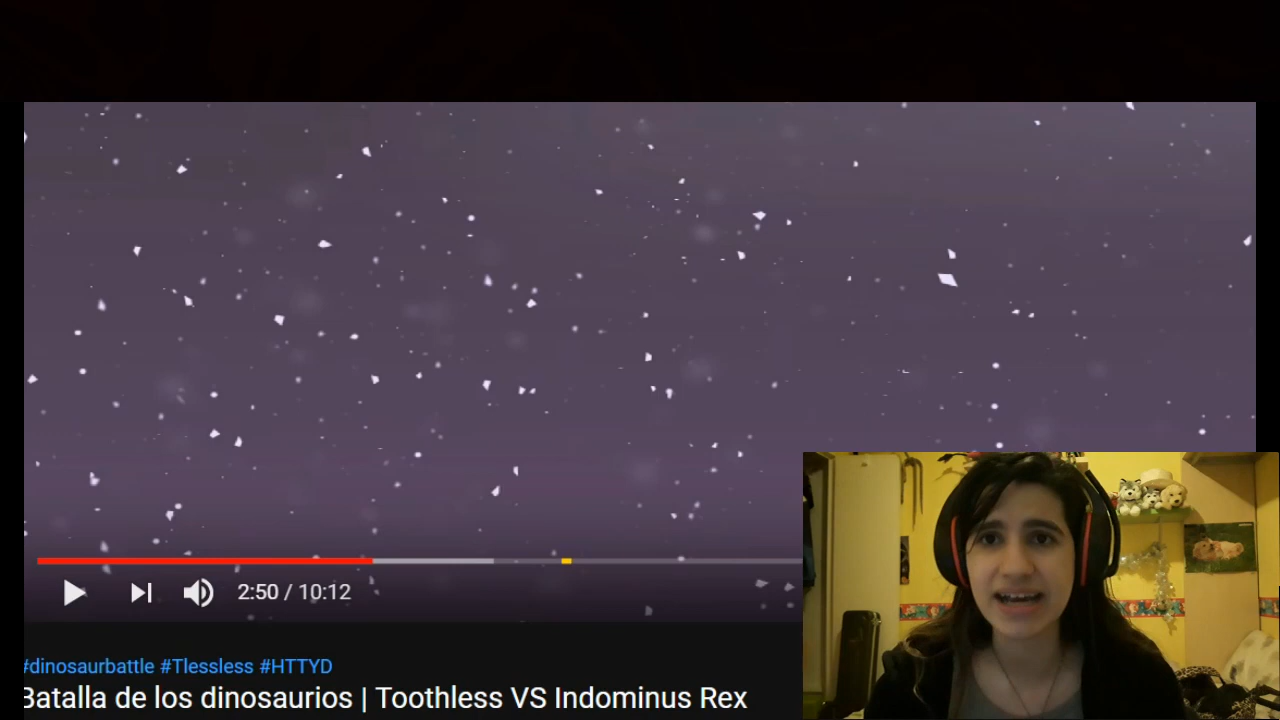 2:50 / 10:12
#dinosaurbattle #Tlessless #HTTYD
Batalla de los dinosaurios | Toothless VS Indominus Rex